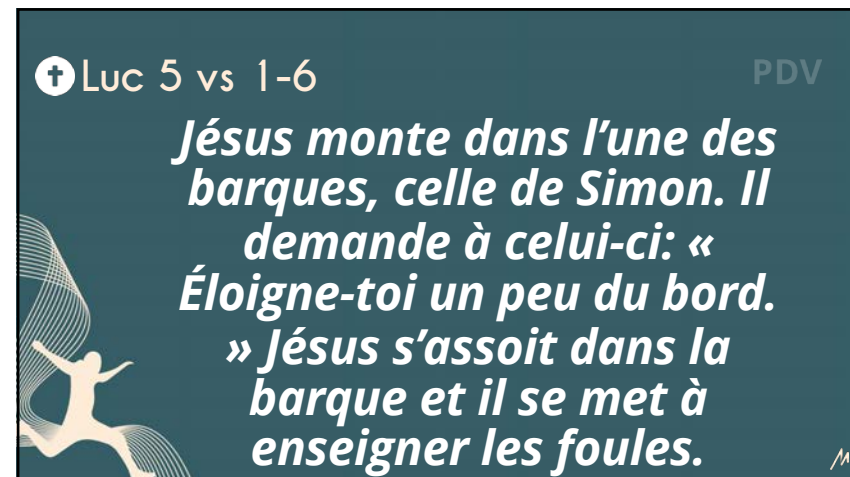 Luc 5 vs 1-6
PDV
Jésus monte dans l’une des
barques, celle de Simon. Il
demande à celui-ci: «
Éloigne-toi un peu du bord.
» Jésus s’assoit dans la
barque et il se met à
enseigner les foules.